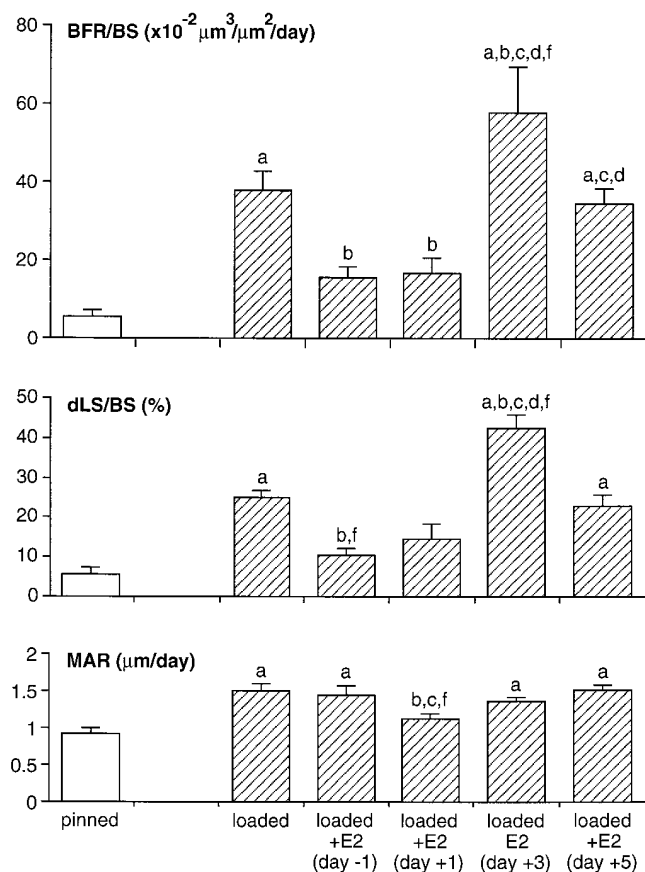 BFR/BS (x10⁻² μm³/μm²/day)
80
60
40
20
0
a
b
b
a,b,c,d,f
a,c,d
dLS/BS (%)
50
40
30
20
10
0
a
b,f
a,b,c,d,f
a
MAR (μm/day)
2
1.5
1
0.5
0
a
a
b,c,f
a
a
pinned
loaded
loaded
+E2
(day -1)
loaded
+E2
(day +1)
loaded
E2
(day +3)
loaded
+E2
(day +5)